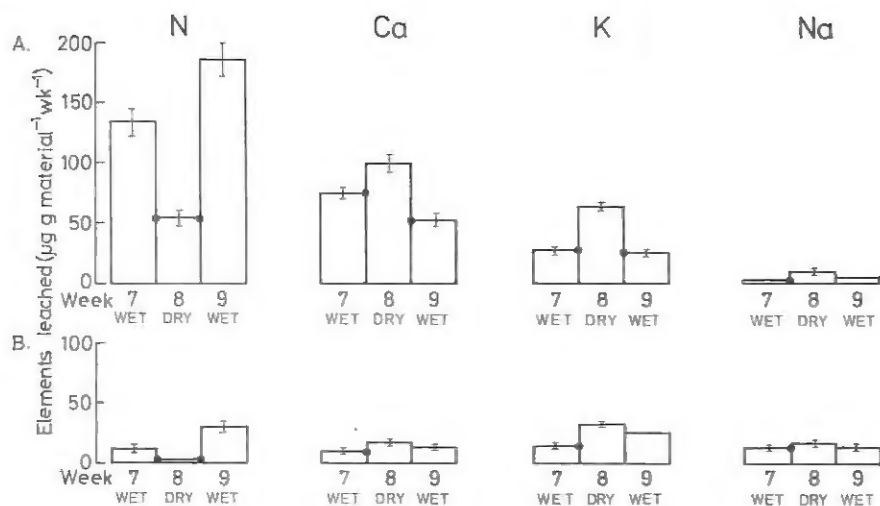 N Ca K Na
A.
Elements leached (µg g material⁻¹ wk⁻¹)
200
150
100
50
0
Week 7 8 9 7 8 9 7 8 9 7 8 9
WET DRY WET WET DRY WET WET DRY WET WET DRY WET
B.
100
50
0
Week 7 8 9 7 8 9 7 8 9 7 8 9
WET DRY WET WET DRY WET WET DRY WET WET DRY WET